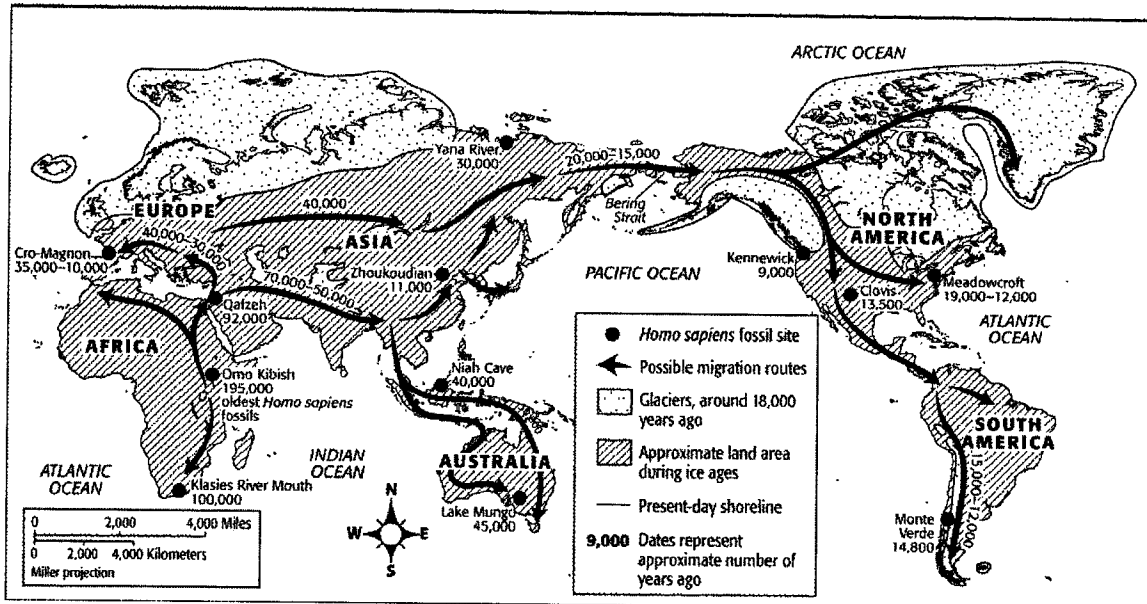 ARCTIC OCEAN
Yana River
30,000
20,000–15,000
EUROPE
40,000
Bering
Strait
NORTH
AMERICA
ASIA
40,000–30,000
Cro-Magnon
35,000–10,000
Zhoukoudian
11,000
70,000–50,000
PACIFIC OCEAN
Kennewick
9,000
Meadowcroft
19,000–12,000
Clovis
13,500
Qafzeh
92,000
ATLANTIC
OCEAN
AFRICA
Omo Kibish
195,000
oldest Homo sapiens
fossils
Niah Cave
40,000
SOUTH
AMERICA
INDIAN
OCEAN
AUSTRALIA
ATLANTIC
OCEAN
Klasies River Mouth
100,000
Lake Mungo
45,000
15,000–12,000
Monte
Verde
14,800
N
W E
S
0 2,000 4,000 Miles
0 2,000 4,000 Kilometers
Miller projection
Homo sapiens fossil site
Possible migration routes
Glaciers, around 18,000
years ago
Approximate land area
during ice ages
Present-day shoreline
9,000 Dates represent
approximate number of
years ago